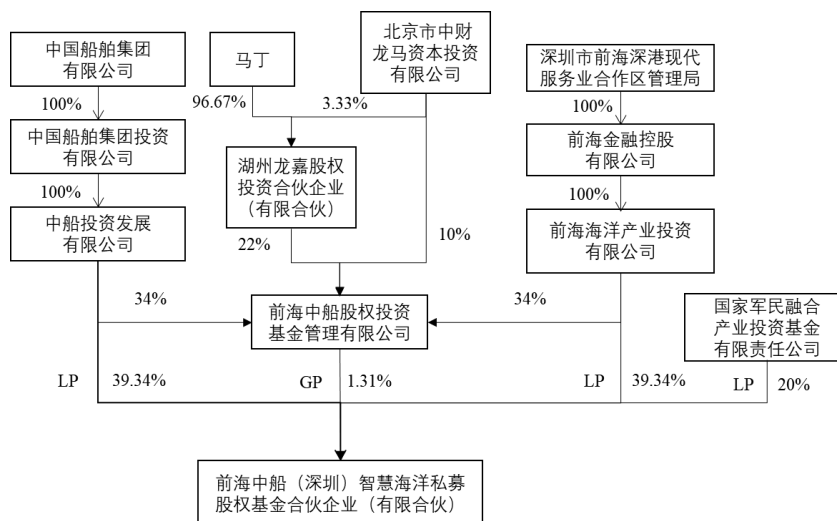 中国船舶集团
有限公司
马丁
北京市中财
龙马资本投资
有限公司
深圳市前海深港现代
服务业合作区管理局
100%
96.67%
3.33%
100%
中国船舶集团投资
有限公司
湖州龙嘉股权
投资合伙企业
（有限合伙）
前海金融控股
有限公司
100%
100%
中船投资发展
有限公司
前海海洋产业投资
有限公司
22%
10%
34%
34%
前海中船股权投资
基金管理有限公司
国家军民融合
产业投资基金
有限责任公司
LP
39.34%
GP
1.31%
LP
39.34%
LP
20%
前海中船（深圳）智慧海洋私募
股权基金合伙企业（有限合伙）